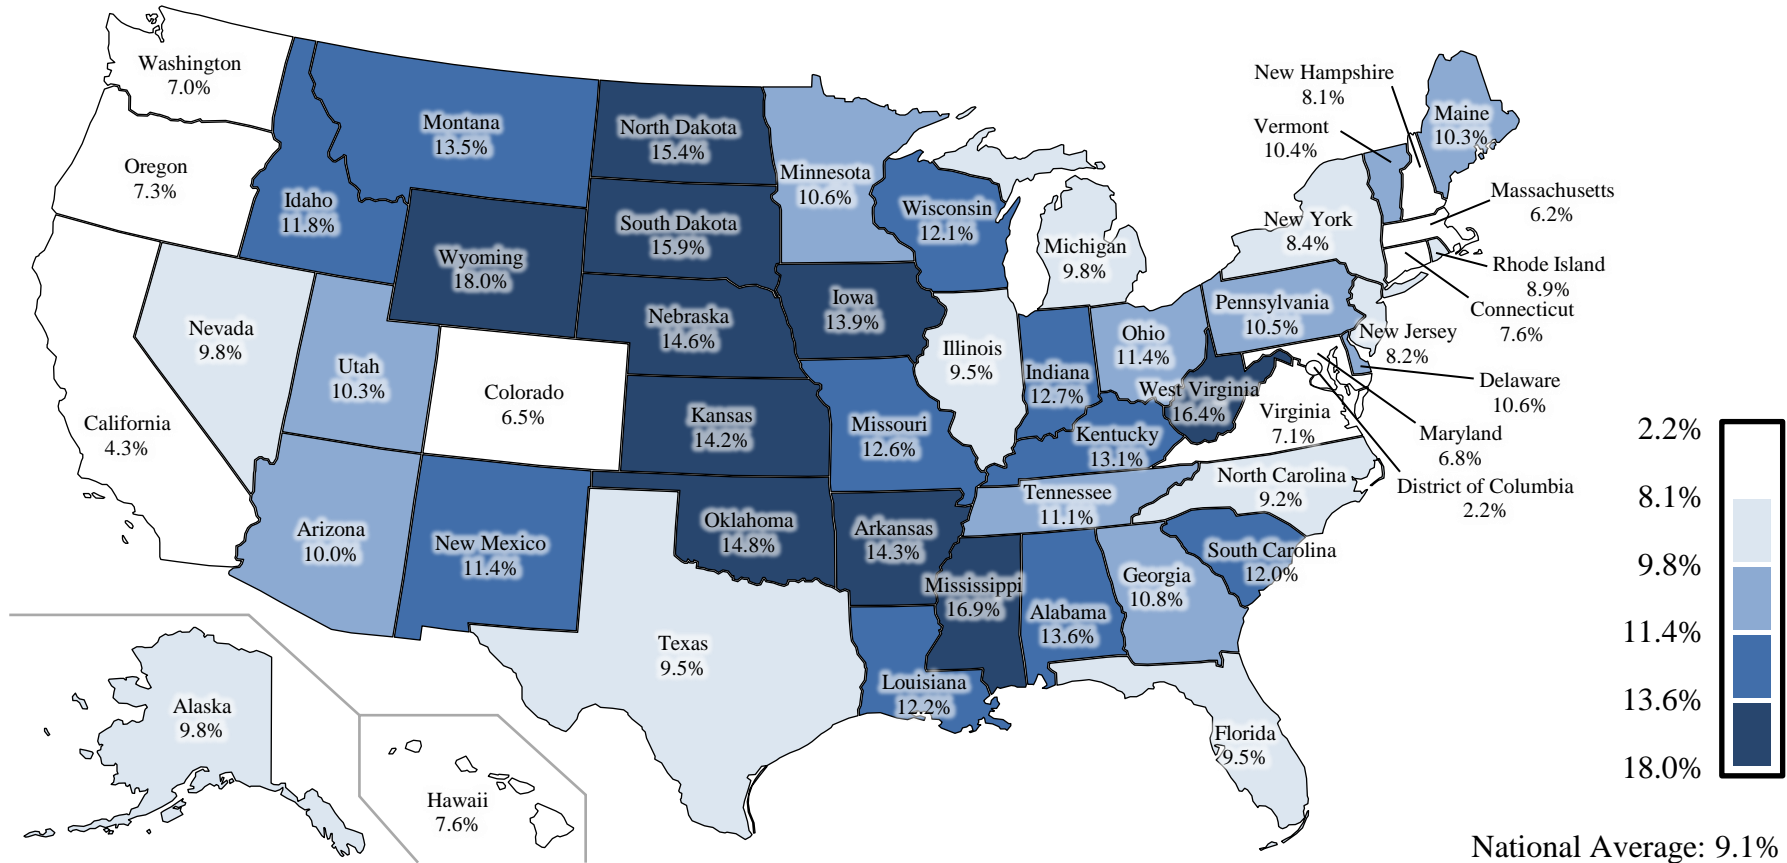 Washington
7.0%
Oregon
7.3%
California
4.3%
Nevada
9.8%
Idaho
11.8%
Montana
13.5%
Wyoming
18.0%
Utah
10.3%
Colorado
6.5%
Arizona
10.0%
New Mexico
11.4%
North Dakota
15.4%
South Dakota
15.9%
Nebraska
14.6%
Kansas
14.2%
Oklahoma
14.8%
Texas
9.5%
Minnesota
10.6%
Iowa
13.9%
Missouri
12.6%
Arkansas
14.3%
Louisiana
12.2%
Wisconsin
12.1%
Illinois
9.5%
Michigan
9.8%
Indiana
12.7%
Ohio
11.4%
Kentucky
13.1%
Tennessee
11.1%
Mississippi
16.9%
Alabama
13.6%
Georgia
10.8%
Florida
9.5%
South Carolina
12.0%
North Carolina
9.2%
Virginia
7.1%
West Virginia
16.4%
Pennsylvania
10.5%
New York
8.4%
Vermont
10.4%
New Hampshire
8.1%
Maine
10.3%
Massachusetts
6.2%
Rhode Island
8.9%
Connecticut
7.6%
New Jersey
8.2%
Delaware
10.6%
Maryland
6.8%
District of Columbia
2.2%
Alaska
9.8%
Hawaii
7.6%
2.2%
8.1%
9.8%
11.4%
13.6%
18.0%
National Average: 9.1%